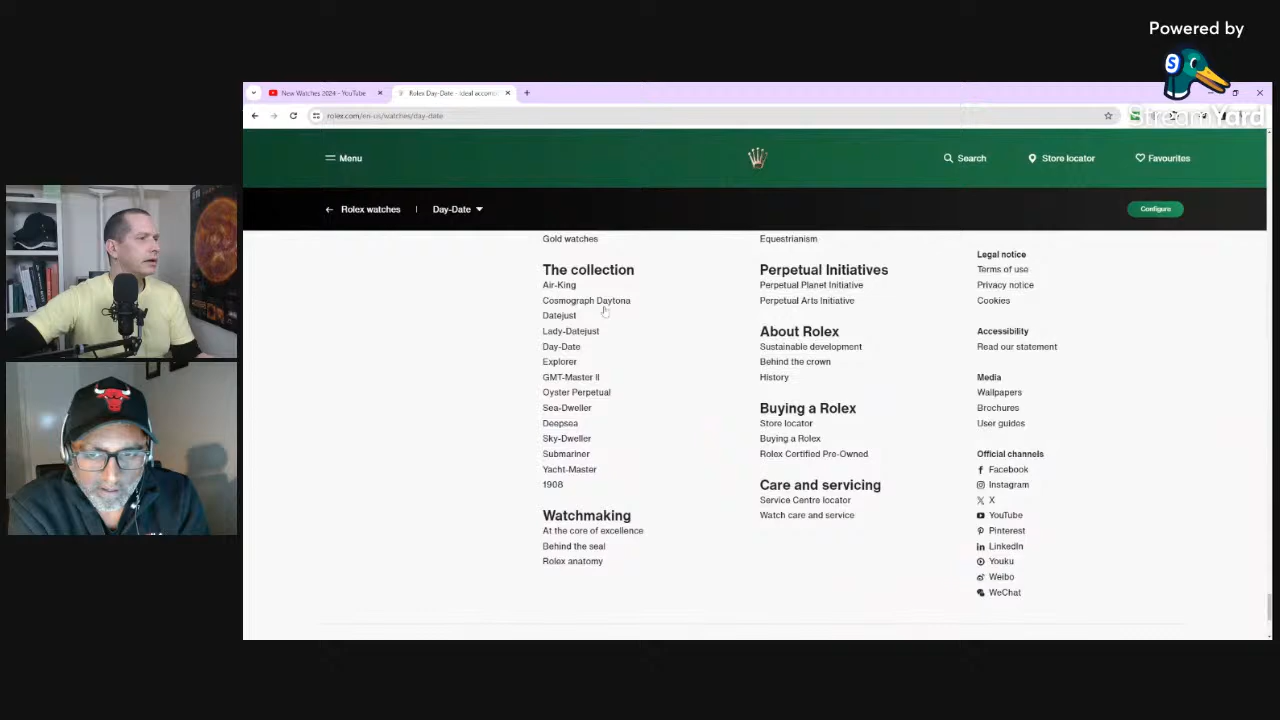 Powered by
S
StreamYard
New Watches 2024 - YouTube
Rolex Day-Date - Ideal accom
rolex.com/en-us/watches/day-date
Menu
Search
Store locator
Favourites
Rolex watches
Day-Date
Configure
Gold watches
The collection
Air-King
Cosmograph Daytona
Datejust
Lady-Datejust
Day-Date
Explorer
GMT-Master II
Oyster Perpetual
Sea-Dweller
Deepsea
Sky-Dweller
Submariner
Yacht-Master
1908
Watchmaking
At the core of excellence
Behind the seal
Rolex anatomy
Equestrianism
Perpetual Initiatives
Perpetual Planet Initiative
Perpetual Arts Initiative
About Rolex
Sustainable development
Behind the crown
History
Buying a Rolex
Store locator
Buying a Rolex
Rolex Certified Pre-Owned
Care and servicing
Service Centre locator
Watch care and service
Legal notice
Terms of use
Privacy notice
Cookies
Accessibility
Read our statement
Media
Wallpapers
Brochures
User guides
Official channels
Facebook
Instagram
X
YouTube
Pinterest
LinkedIn
Youku
Weibo
WeChat